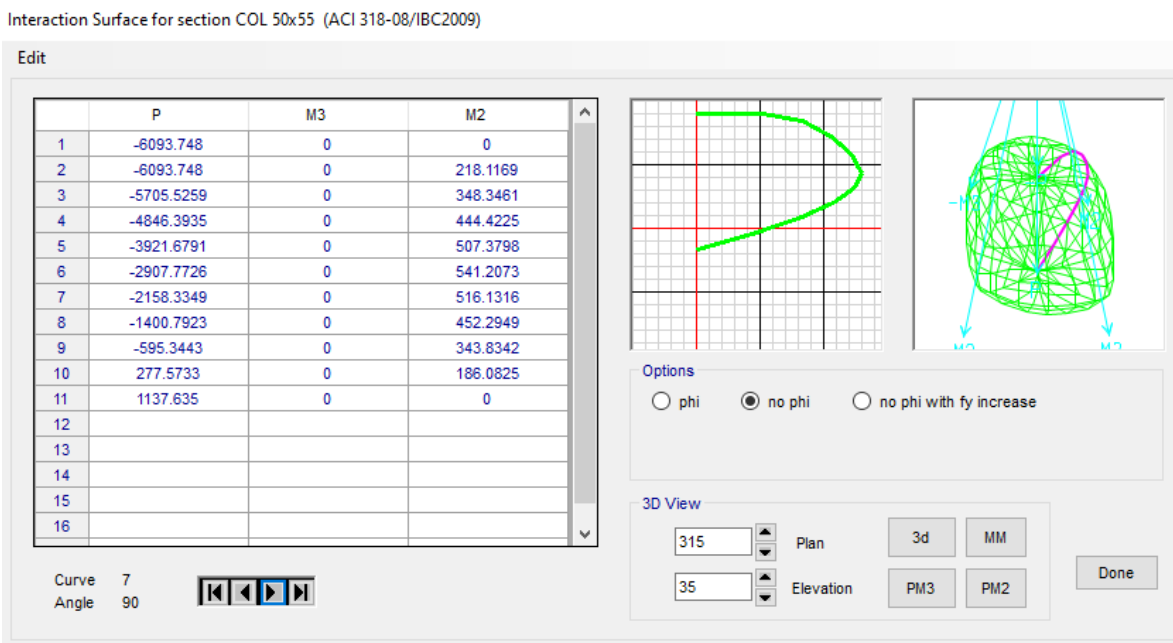 Interaction Surface for section COL 50x55 (ACI 318-08/IBC2009)
Edit
P M3 M2
1 -6093.748 0 0
2 -6093.748 0 218.1169
3 -5705.5259 0 348.3461
4 -4846.3935 0 444.4225
5 -3921.6791 0 507.3798
6 -2907.7726 0 541.2073
7 -2158.3349 0 516.1316
8 -1400.7923 0 452.2949
9 -595.3443 0 343.8342
10 277.5733 0 186.0825
11 1137.635 0 0
12
13
14
15
16
Curve 7
Angle 90
Options
phi no phi no phi with fy increase
3D View
315 Plan 3d MM
35 Elevation PM3 PM2
Done